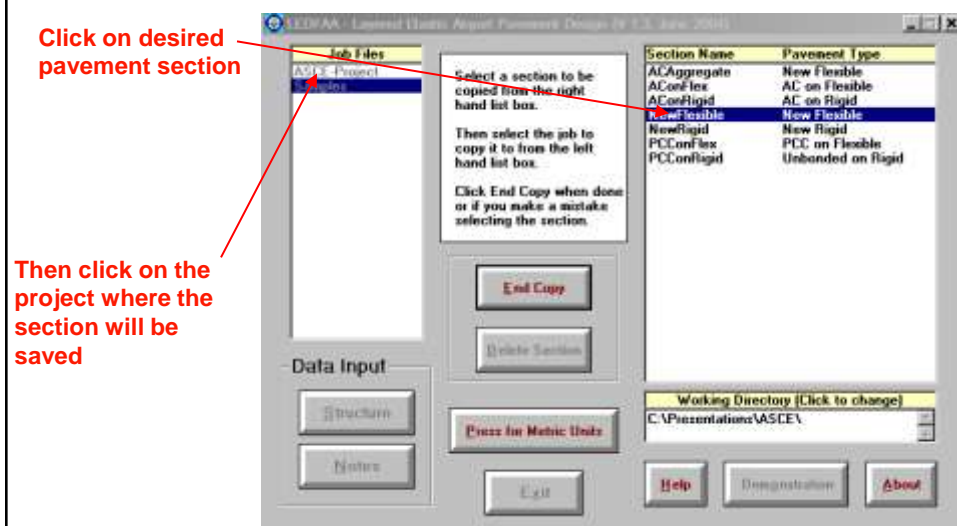 LEDFAA - Layered Elastic Airport Pavement Design (V 1.3, June 2004)
Click on desired
pavement section
Job Files
ASCE-Project
Samples
Select a section to be
copied from the right
hand list box.
Then select the job to
copy it to from the left
hand list box.
Click End Copy when done
or if you make a mistake
selecting the section.
Section Name Pavement Type
ACAggregate New Flexible
AConFlex AC on Flexible
AConRigid AC on Rigid
NewFlexible New Flexible
NewRigid New Rigid
PCConFlex PCC on Flexible
PCConRigid Unbonded on Rigid
Then click on the
project where the
section will be
saved
End Copy
Delete Section
Data Input
Structure
Notes
Press for Metric Units
Exit
Working Directory (Click to change)
C:\Presentations\ASCE\
Help
Demonstration
About